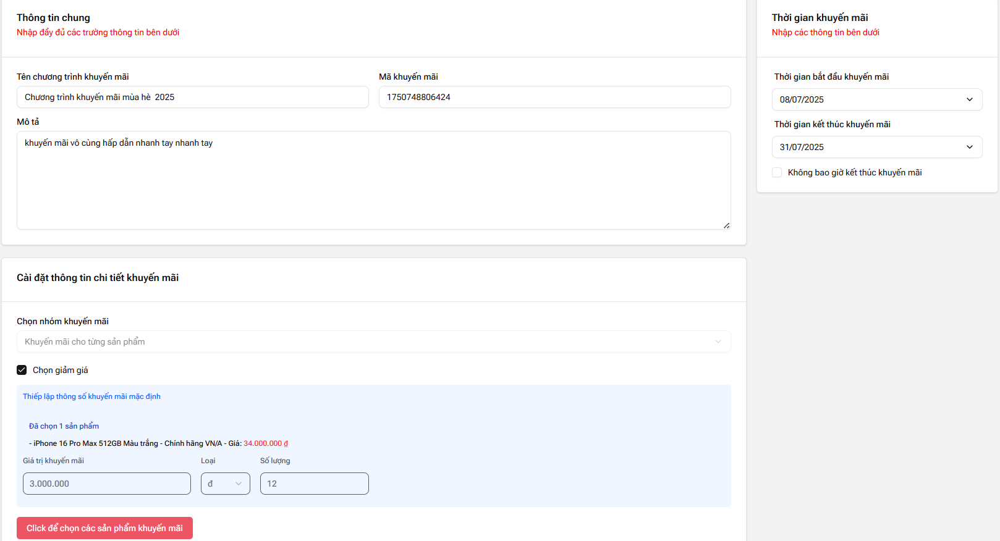 Thông tin chung
Nhập đầy đủ các trường thông tin bên dưới
Tên chương trình khuyến mãi
Mã khuyến mãi
Chương trình khuyến mãi mùa hè  2025
1750748806424
Mô tả
khuyến mãi vô cùng hấp dẫn nhanh tay nhanh tay
Thời gian khuyến mãi
Nhập các thông tin bên dưới
Thời gian bắt đầu khuyến mãi
08/07/2025
Thời gian kết thúc khuyến mãi
31/07/2025
Không bao giờ kết thúc khuyến mãi
Cài đặt thông tin chi tiết khuyến mãi
Chọn nhóm khuyến mãi
Khuyến mãi cho từng sản phẩm
Chọn giảm giá
Thiếp lập thông số khuyến mãi mặc định
Đã chọn 1 sản phẩm
- iPhone 16 Pro Max 512GB Màu trắng - Chính hãng VN/A - Giá: 34.000.000 ₫
Giá trị khuyến mãi
Loại
Số lượng
3.000.000
đ
12
Click để chọn các sản phẩm khuyến mãi